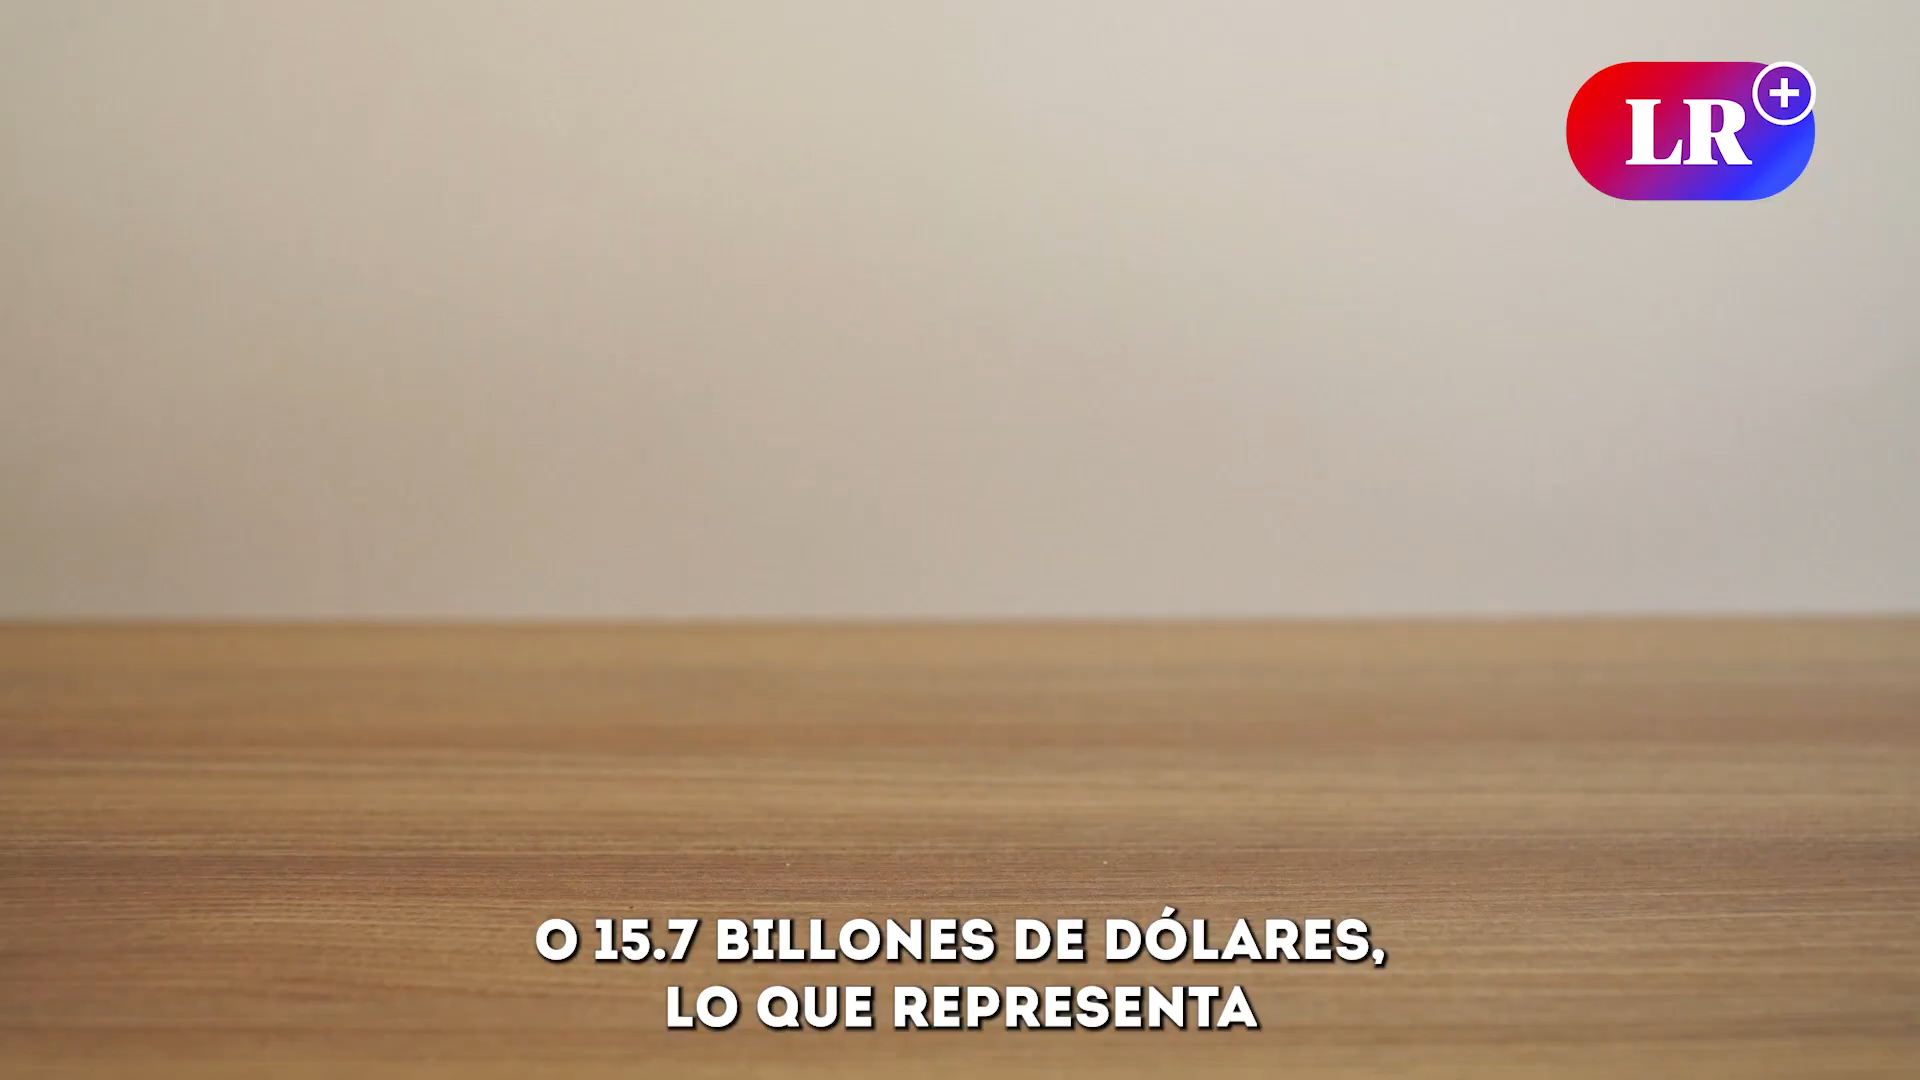 LR+
O 15.7 BILLONES DE DÓLARES,
LO QUE REPRESENTA